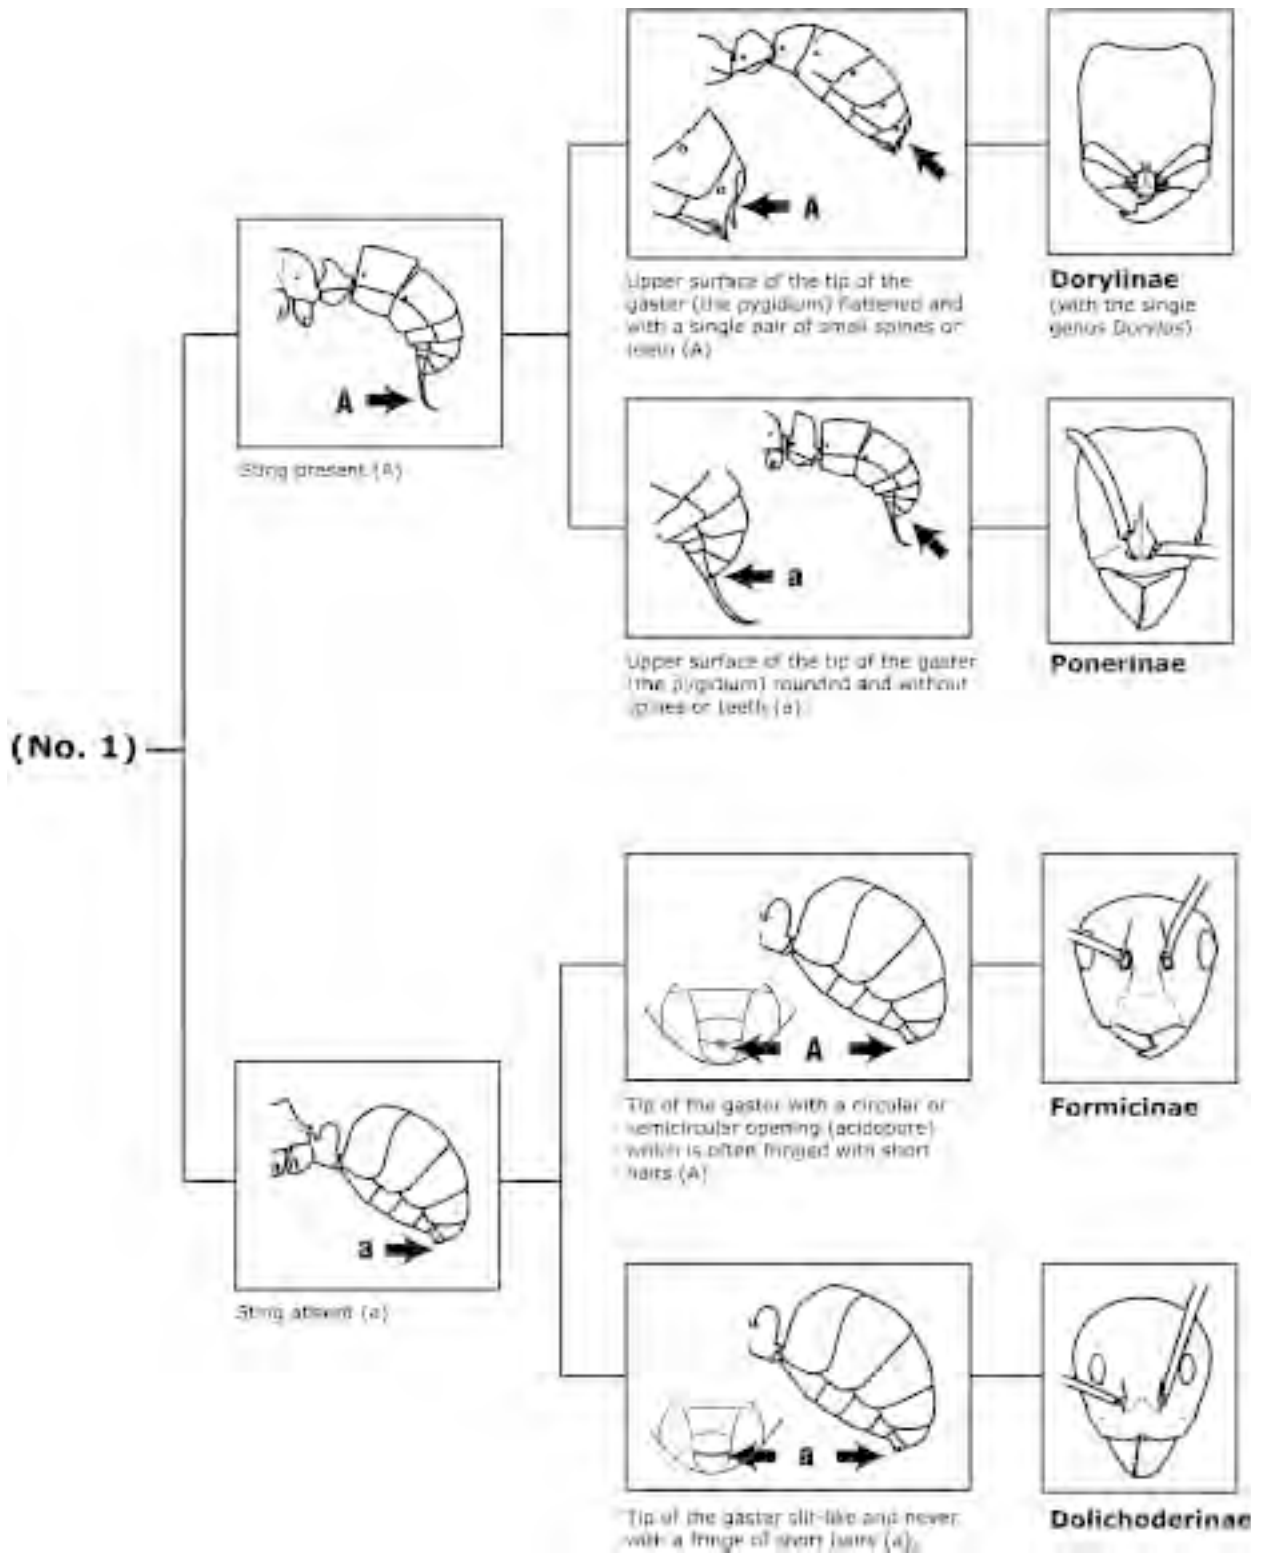 A
Upper surface of the tip of the
gaster (the pygidium) flattened and
with a single pair of small spines or
teeth (A)
Dorylinae
(with the single
genus Dorylus)
A
Sting present (A)
a
Upper surface of the tip of the gaster
(the pygidium) rounded and without
spines or teeth (a).
Ponerinae
(No. 1)
A
Tip of the gaster with a circular or
semicircular opening (acidopore)
which is often fringed with short
hairs (A)
Formicinae
a
Sting absent (a)
a
Tip of the gaster slit-like and never
with a fringe of short hairs (a).
Dolichoderinae